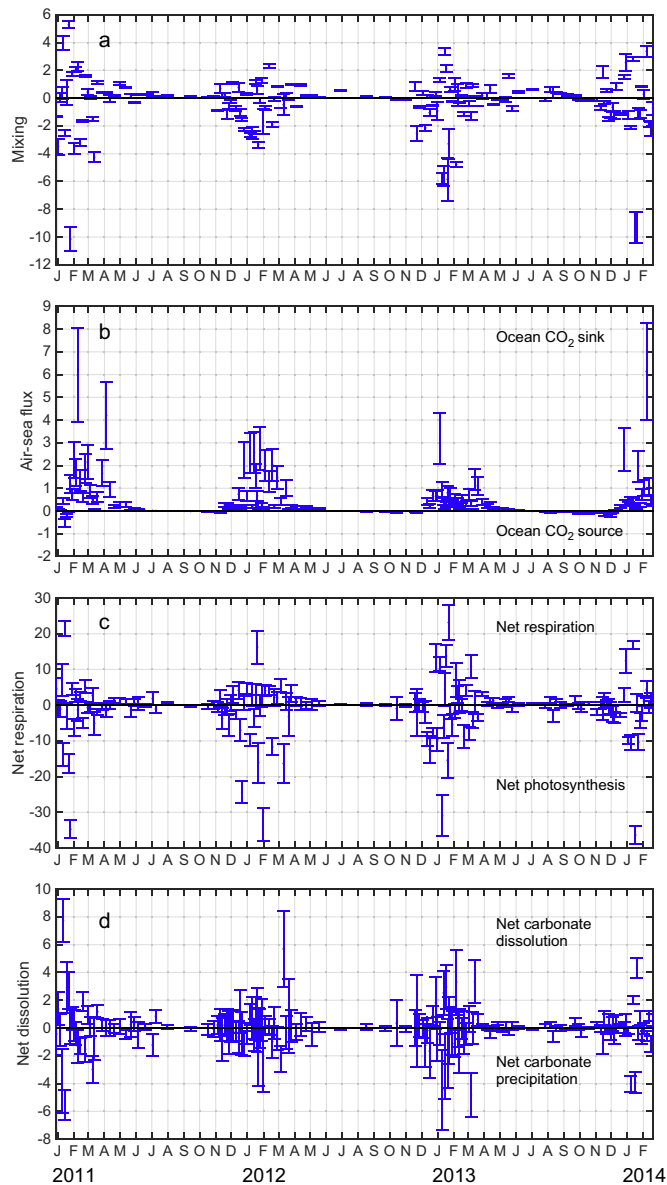 a
6
4
2
0
-2
-4
-6
-8
-10
-12
Mixing
J F M A M J J A S O N D J F M A M J J A S O N D J F M A M J J A S O N D J F
b
Ocean CO2 sink
9
8
7
6
5
4
3
2
1
0
-1
-2
Air-sea flux
Ocean CO2 source
J F M A M J J A S O N D J F M A M J J A S O N D J F M A M J J A S O N D J F
c
Net respiration
30
20
10
0
-10
-20
-30
-40
Net respiration
Net photosynthesis
J F M A M J J A S O N D J F M A M J J A S O N D J F M A M J J A S O N D J F
d
Net carbonate
dissolution
10
8
6
4
2
0
-2
-4
-6
-8
Net dissolution
Net carbonate
precipitation
J F M A M J J A S O N D J F M A M J J A S O N D J F M A M J J A S O N D J F
2011 2012 2013 2014